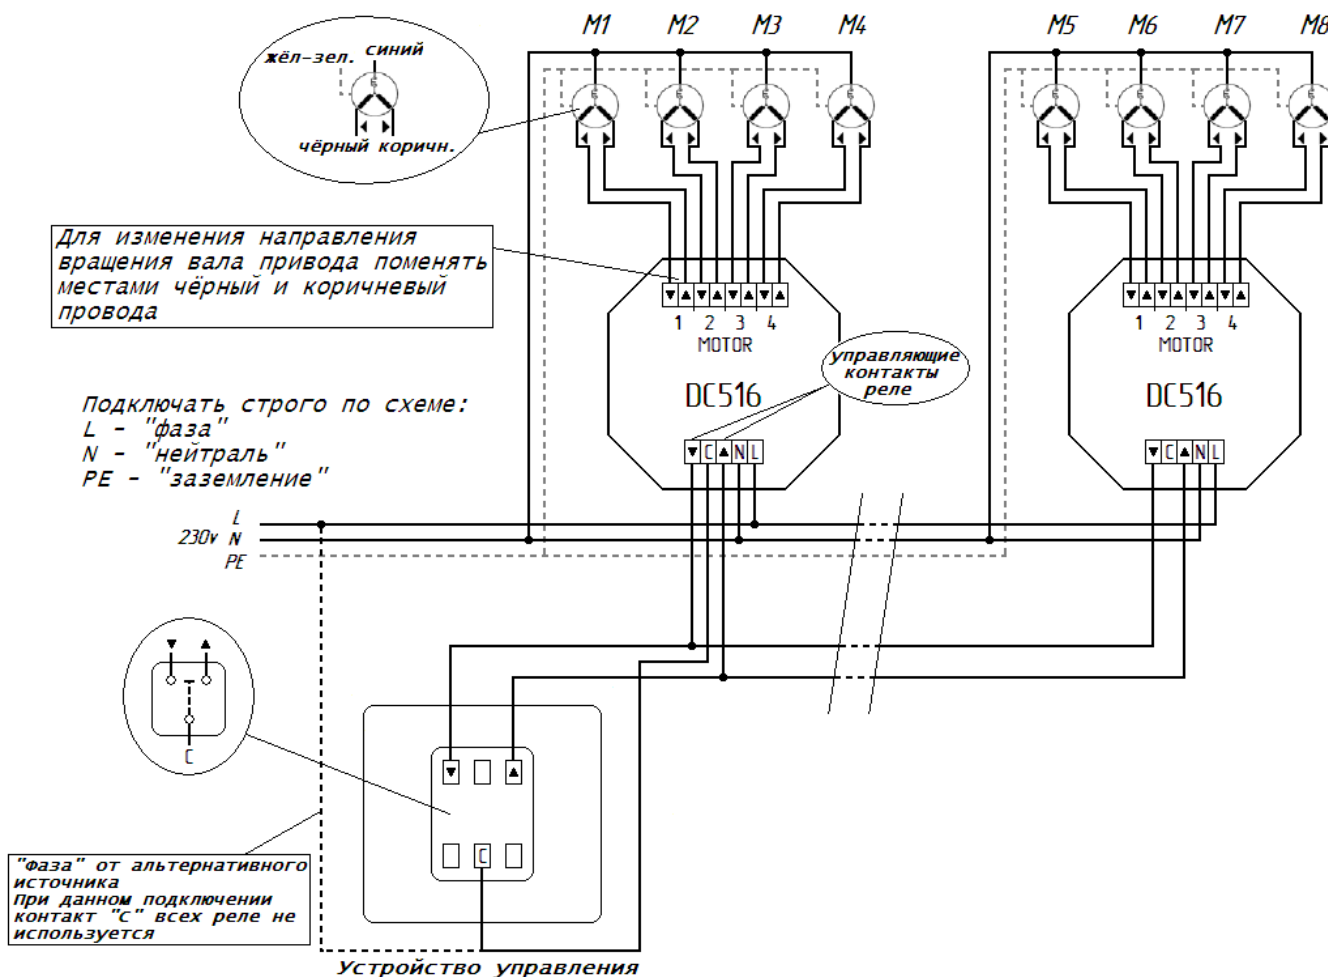 M1 M2 M3 M4 M5 M6 M7 M8
жёл-зел. синий
Б
чёрный коричн.
Б Б Б Б Б Б Б Б
Для изменения направления
вращения вала привода поменять
местами чёрный и коричневый
провода
1 2 3 4
MOTOR
DC516
▼ C ▲ N L
управляющие
контакты
реле
1 2 3 4
MOTOR
DC516
▼ C ▲ N L
Подключать строго по схеме:
L - "фаза"
N - "нейтраль"
PE - "заземление"
L
230v N
PE
▼ ▲
C
▼ ▲
C
"Фаза" от альтернативного
источника
При данном подключении
контакт "С" всех реле не
используется
Устройство управления